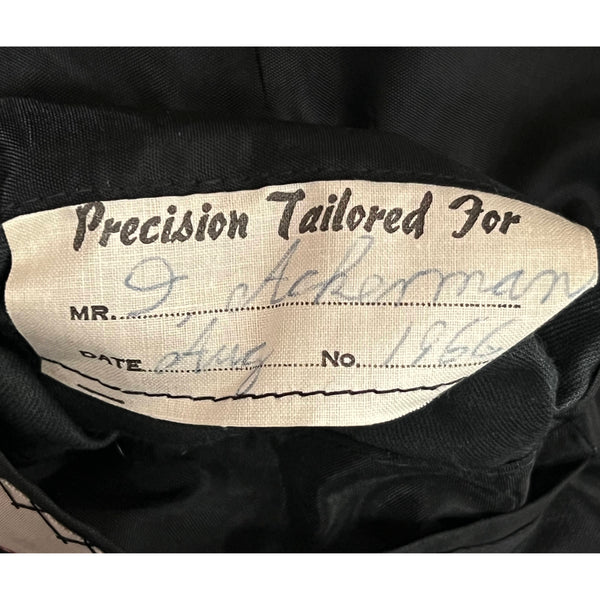 Precision Tailored For
MR. D Ackerman
DATE Aug No. 1966